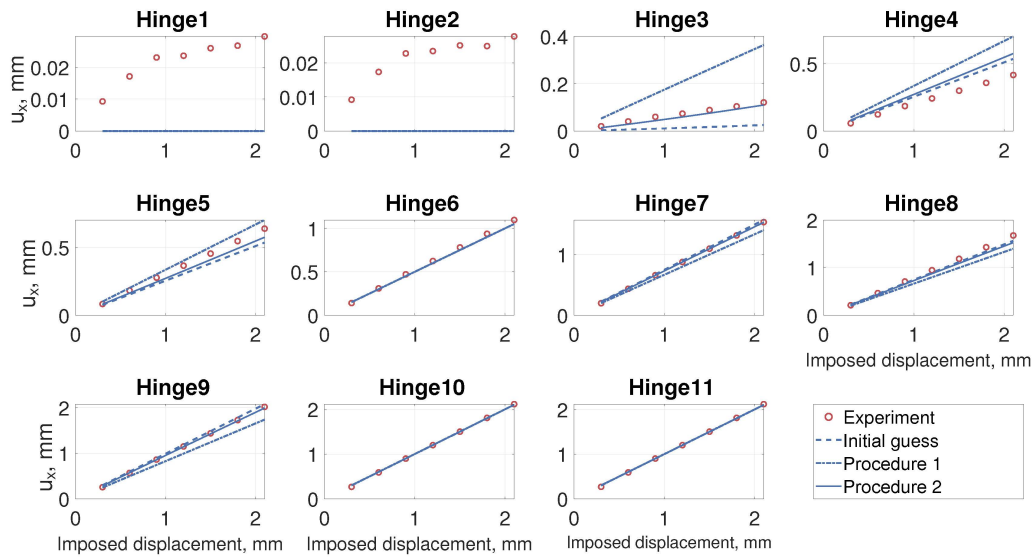 Hinge1 Hinge2 Hinge3 Hinge4
0.02 0.02 0.4 0.5
0.01 0.01 0.2
0 0 0 0
u_x, mm
0 1 2 0 1 2 0 1 2 0 1 2
Hinge5 Hinge6 Hinge7 Hinge8
0.5 1 1 2
0.5 1
0 0 0 0
u_x, mm
0 1 2 0 1 2 0 1 2 0 1 2
Imposed displacement, mm
Hinge9 Hinge10 Hinge11
2 2 2
1 1 1
0 0 0
u_x, mm
0 1 2 0 1 2 0 1 2
Imposed displacement, mm Imposed displacement, mm Imposed displacement, mm
Experiment
Initial guess
Procedure 1
Procedure 2